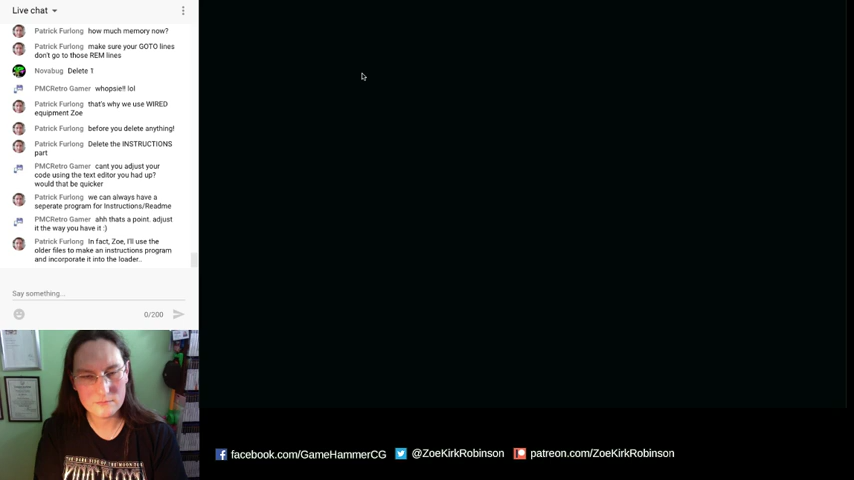 Live chat
Patrick Furlong how much memory now?
Patrick Furlong make sure your GOTO lines
don't go to those REM lines
Novabug Delete 1
PMCRetro Gamer whopsie!! lol
Patrick Furlong that's why we use WIRED
equipment Zoe
Patrick Furlong before you delete anything!
Patrick Furlong Delete the INSTRUCTIONS
part
PMCRetro Gamer cant you adjust your
code using the text editor you had up?
would that be quicker
Patrick Furlong we can always have a
seperate program for Instructions/Readme
PMCRetro Gamer ahh thats a point. adjust
it the way you have it :)
Patrick Furlong In fact, Zoe, I'll use the
older files to make an instructions program
and incorporate it into the loader..
Say something...
0/200
facebook.com/GameHammerCG @ZoeKirkRobinson patreon.com/ZoeKirkRobinson